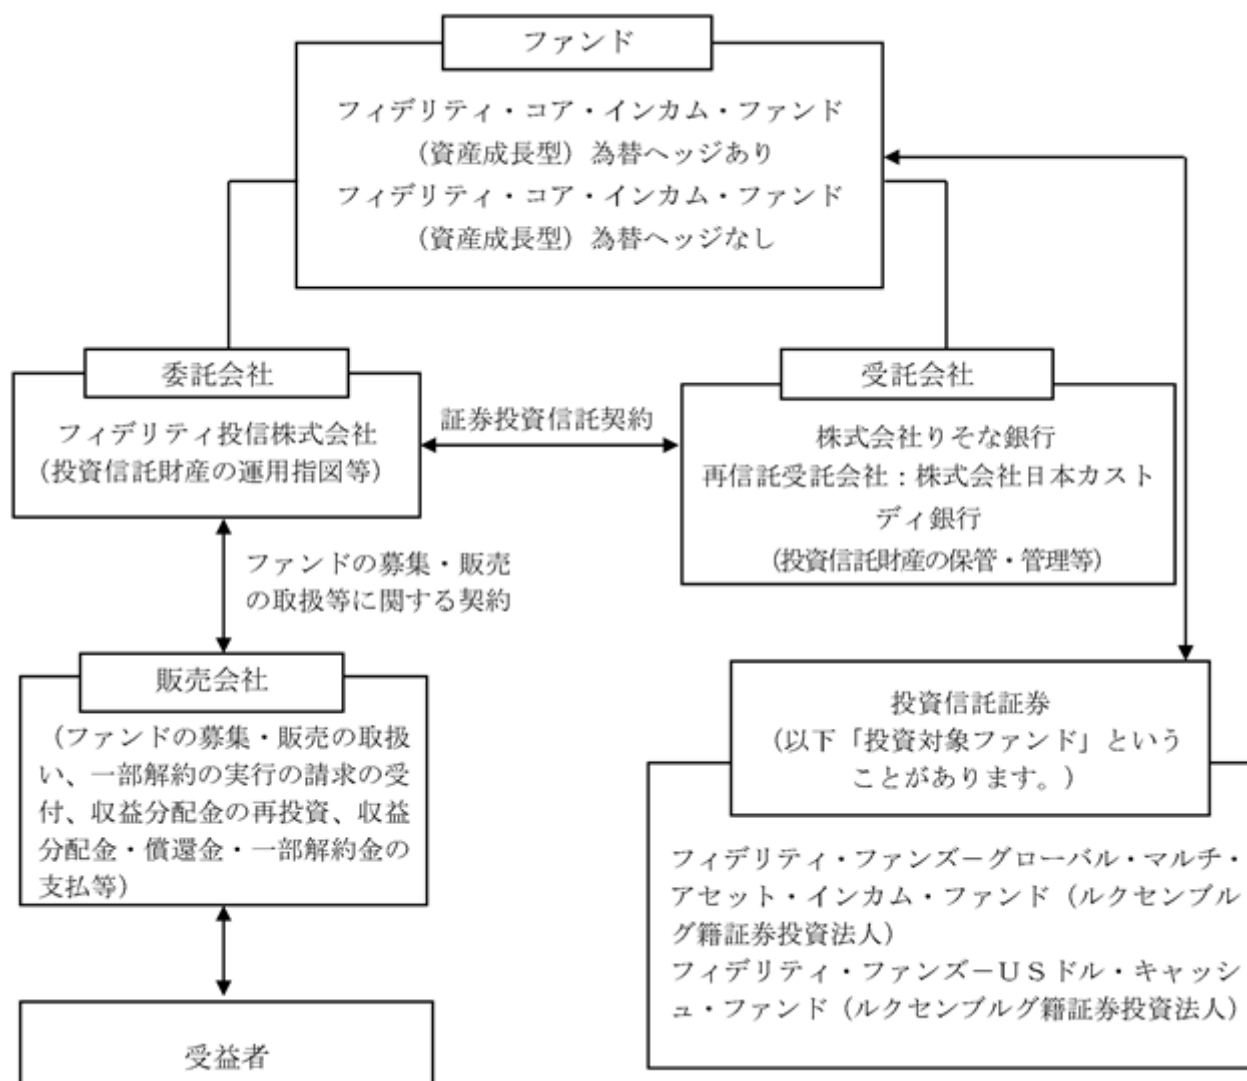 ファンド
フィデリティ・コア・インカム・ファンド
（資産成長型）為替ヘッジあり
フィデリティ・コア・インカム・ファンド
（資産成長型）為替ヘッジなし
委託会社
フィデリティ投信株式会社
（投資信託財産の運用指図等）
証券投資信託契約
受託会社
株式会社りそな銀行
再信託受託会社：株式会社日本カスト
ディ銀行
（投資信託財産の保管・管理等）
ファンドの募集・販売
の取扱等に関する契約
販売会社
（ファンドの募集・販売の取扱
い、一部解約の実行の請求の受
付、収益分配金の再投資、収益
分配金・償還金・一部解約金の
支払等）
投資信託証券
（以下「投資対象ファンド」という
ことがあります。）
フィデリティ・ファンズ－グローバル・マルチ・
アセット・インカム・ファンド（ルクセンブル
グ籍証券投資法人）
フィデリティ・ファンズ－ＵＳドル・キャッシ
ュ・ファンド（ルクセンブルグ籍証券投資法人）
受益者